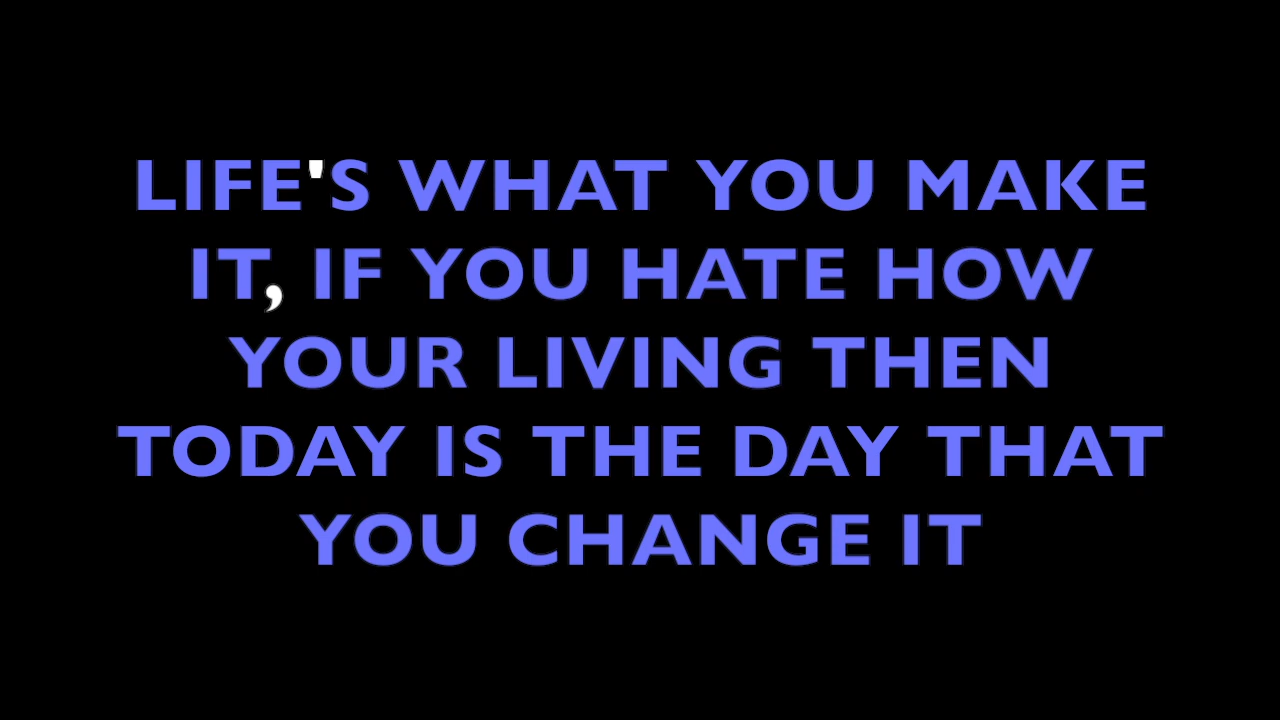 LIFE'S WHAT YOU MAKE
IT, IF YOU HATE HOW
YOUR LIVING THEN
TODAY IS THE DAY THAT
YOU CHANGE IT